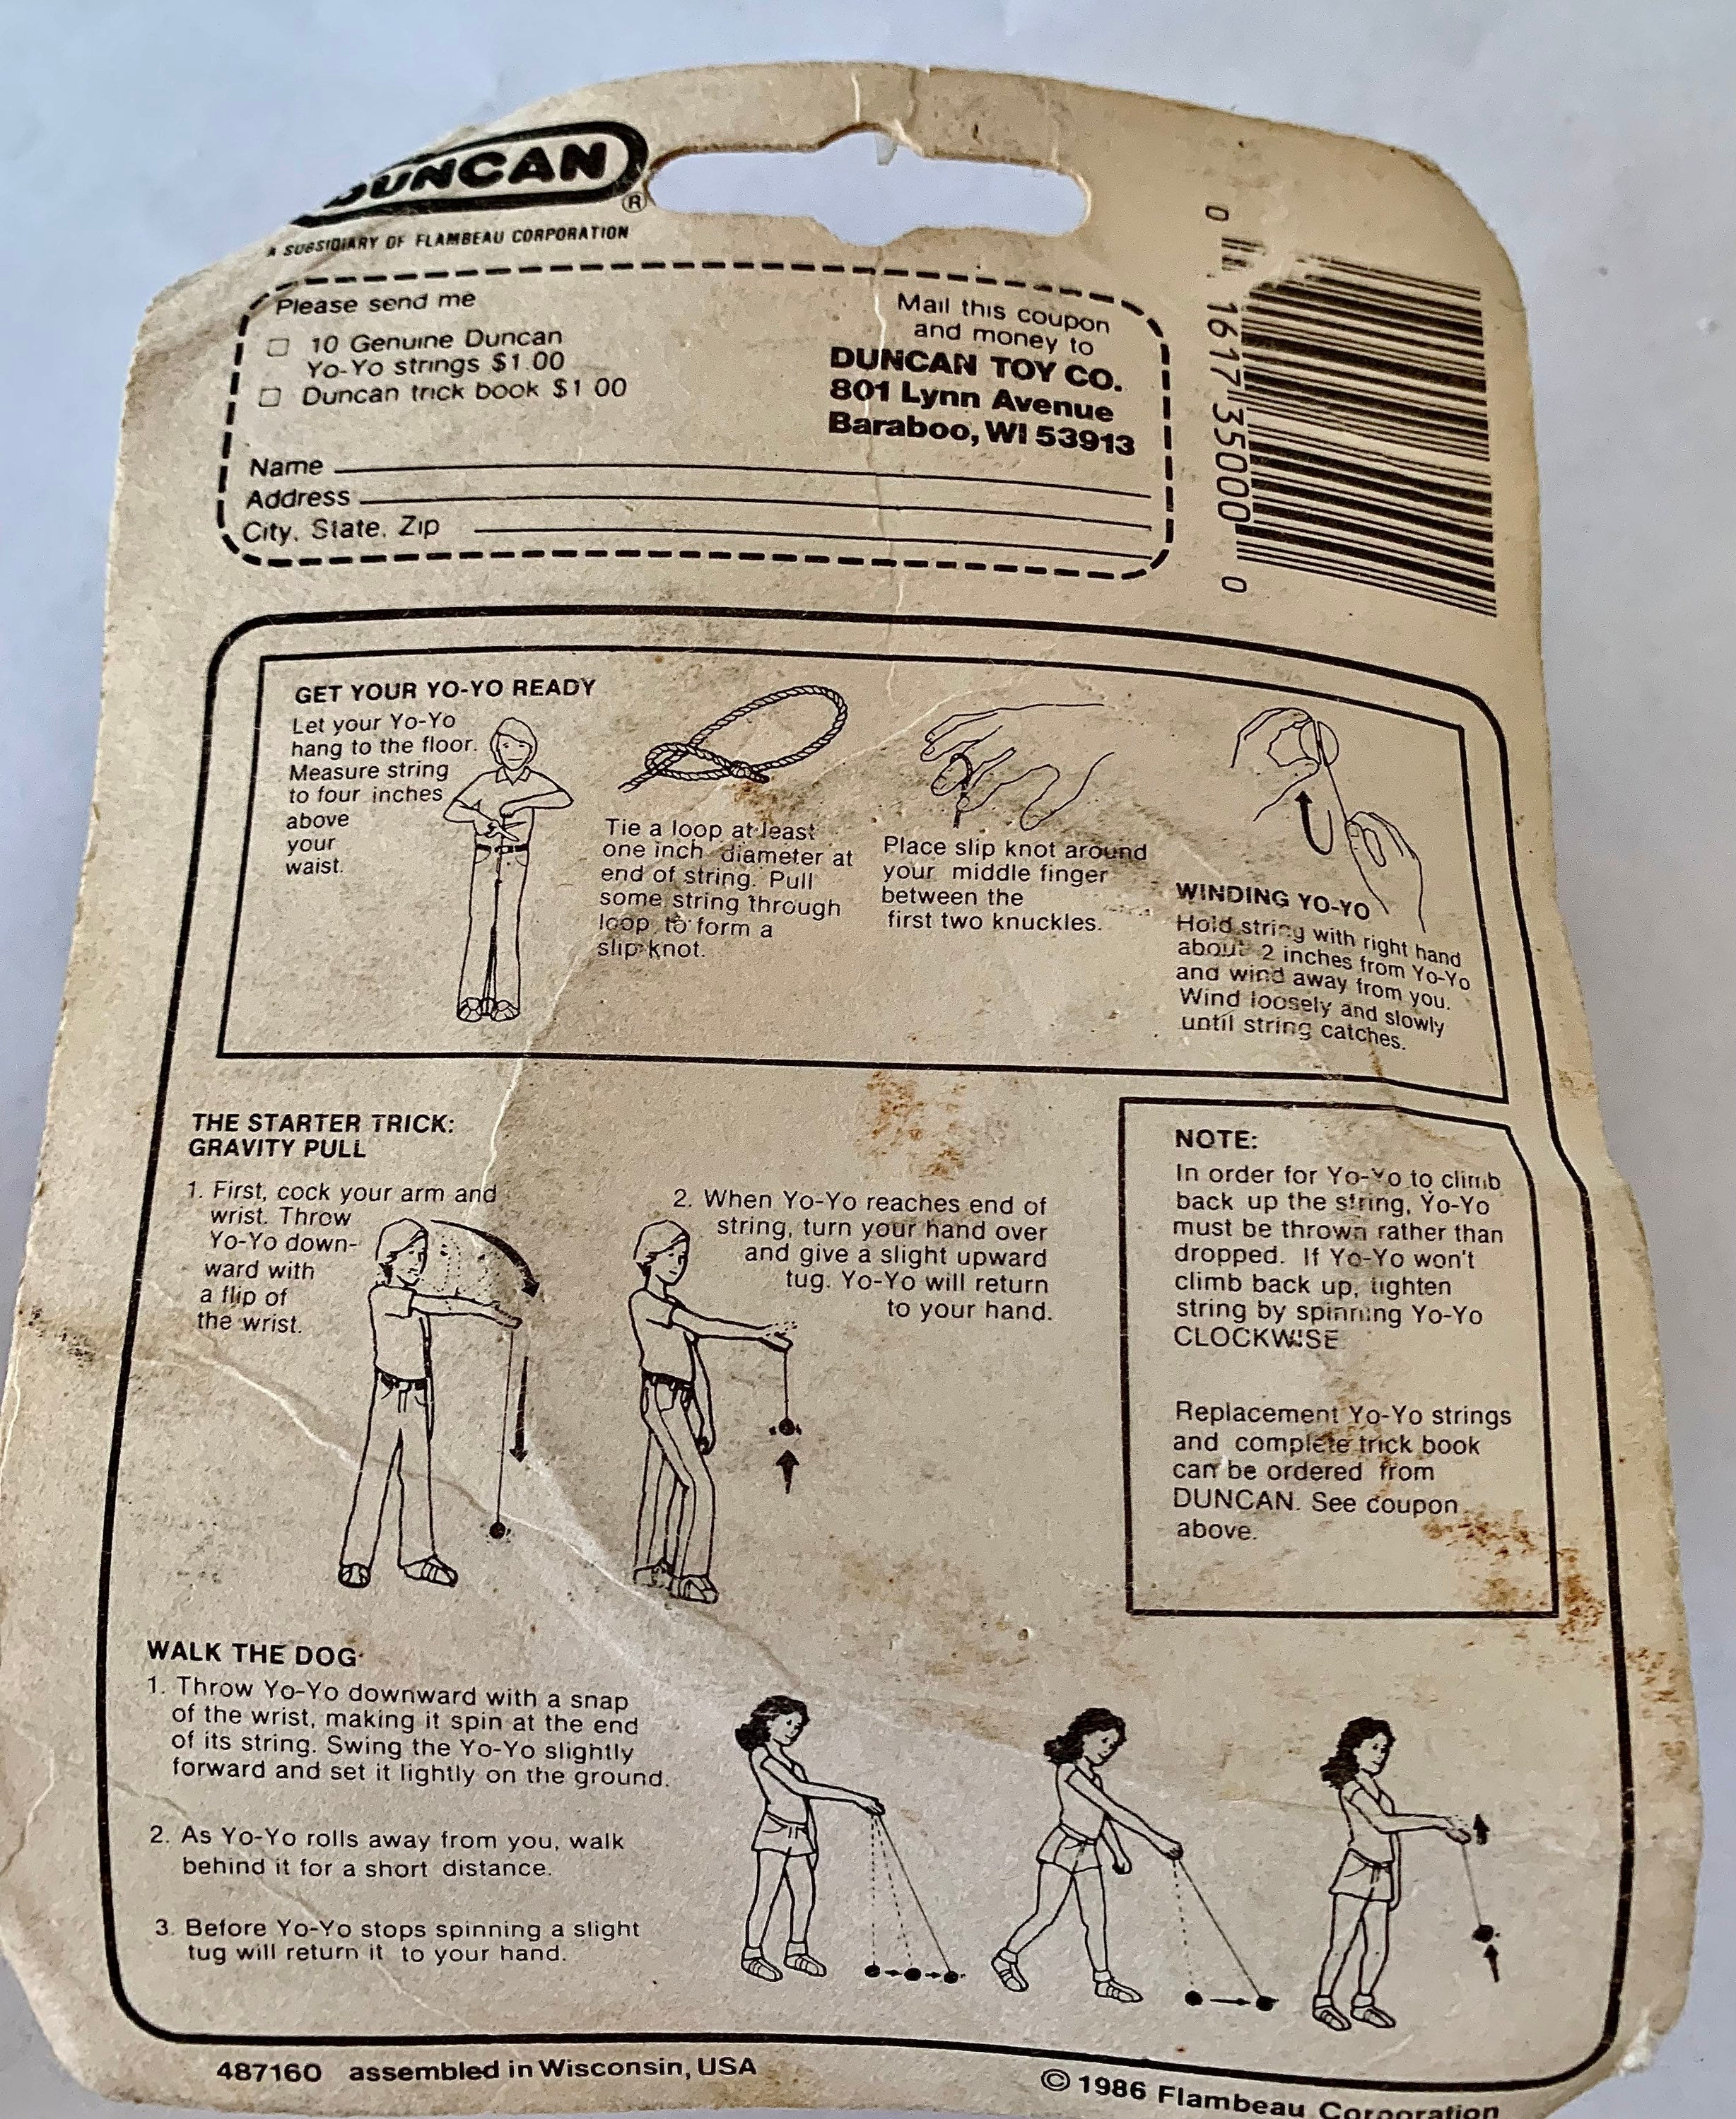 DUNCAN
®
A SUBSIDIARY OF FLAMBEAU CORPORATION
Please send me
☐ 10 Genuine Duncan
Yo-Yo strings $1.00
☐ Duncan trick book $1.00
Mail this coupon
and money to
DUNCAN TOY CO.
801 Lynn Avenue
Baraboo, WI 53913
Name
Address
City, State, Zip
0 1617 35000 0
GET YOUR YO-YO READY
Let your Yo-Yo
hang to the floor.
Measure string
to four inches
above
your
waist.
Tie a loop at least
one inch diameter at
end of string. Pull
some string through
loop to form a
slip knot.
Place slip knot around
your middle finger
between the
first two knuckles.
WINDING YO-YO
Hold string with right hand
about 2 inches from Yo-Yo
and wind away from you.
Wind loosely and slowly
until string catches.
THE STARTER TRICK:
GRAVITY PULL
1. First, cock your arm and
wrist. Throw
Yo-Yo down-
ward with
a flip of
the wrist.
2. When Yo-Yo reaches end of
string, turn your hand over
and give a slight upward
tug. Yo-Yo will return
to your hand.
NOTE:
In order for Yo-Yo to climb
back up the string, Yo-Yo
must be thrown rather than
dropped. If Yo-Yo won't
climb back up, tighten
string by spinning Yo-Yo
CLOCKWISE
Replacement Yo-Yo strings
and complete trick book
can be ordered from
DUNCAN. See coupon
above.
WALK THE DOG
1. Throw Yo-Yo downward with a snap
of the wrist, making it spin at the end
of its string. Swing the Yo-Yo slightly
forward and set it lightly on the ground.
2. As Yo-Yo rolls away from you, walk
behind it for a short distance.
3. Before Yo-Yo stops spinning a slight
tug will return it to your hand.
487160 assembled in Wisconsin, USA
© 1986 Flambeau Corporation